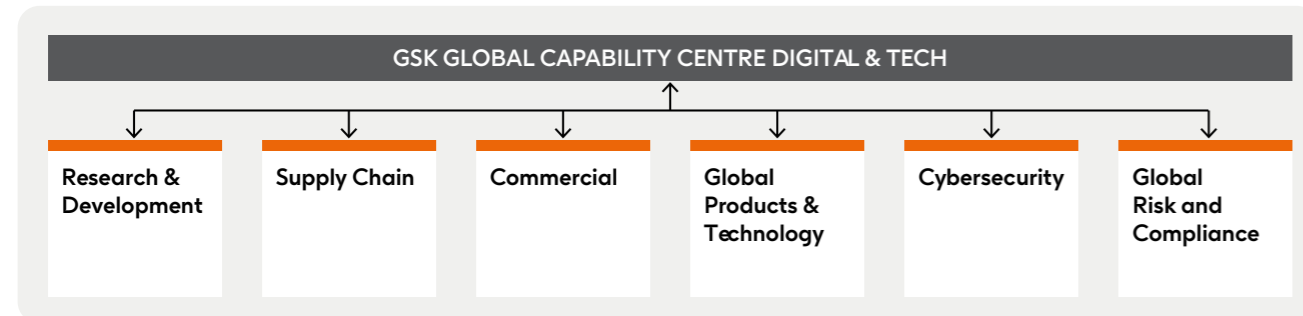 GSK GLOBAL CAPABILITY CENTRE DIGITAL & TECH
Research &
Development
Supply Chain
Commercial
Global
Products &
Technology
Cybersecurity
Global
Risk and
Compliance